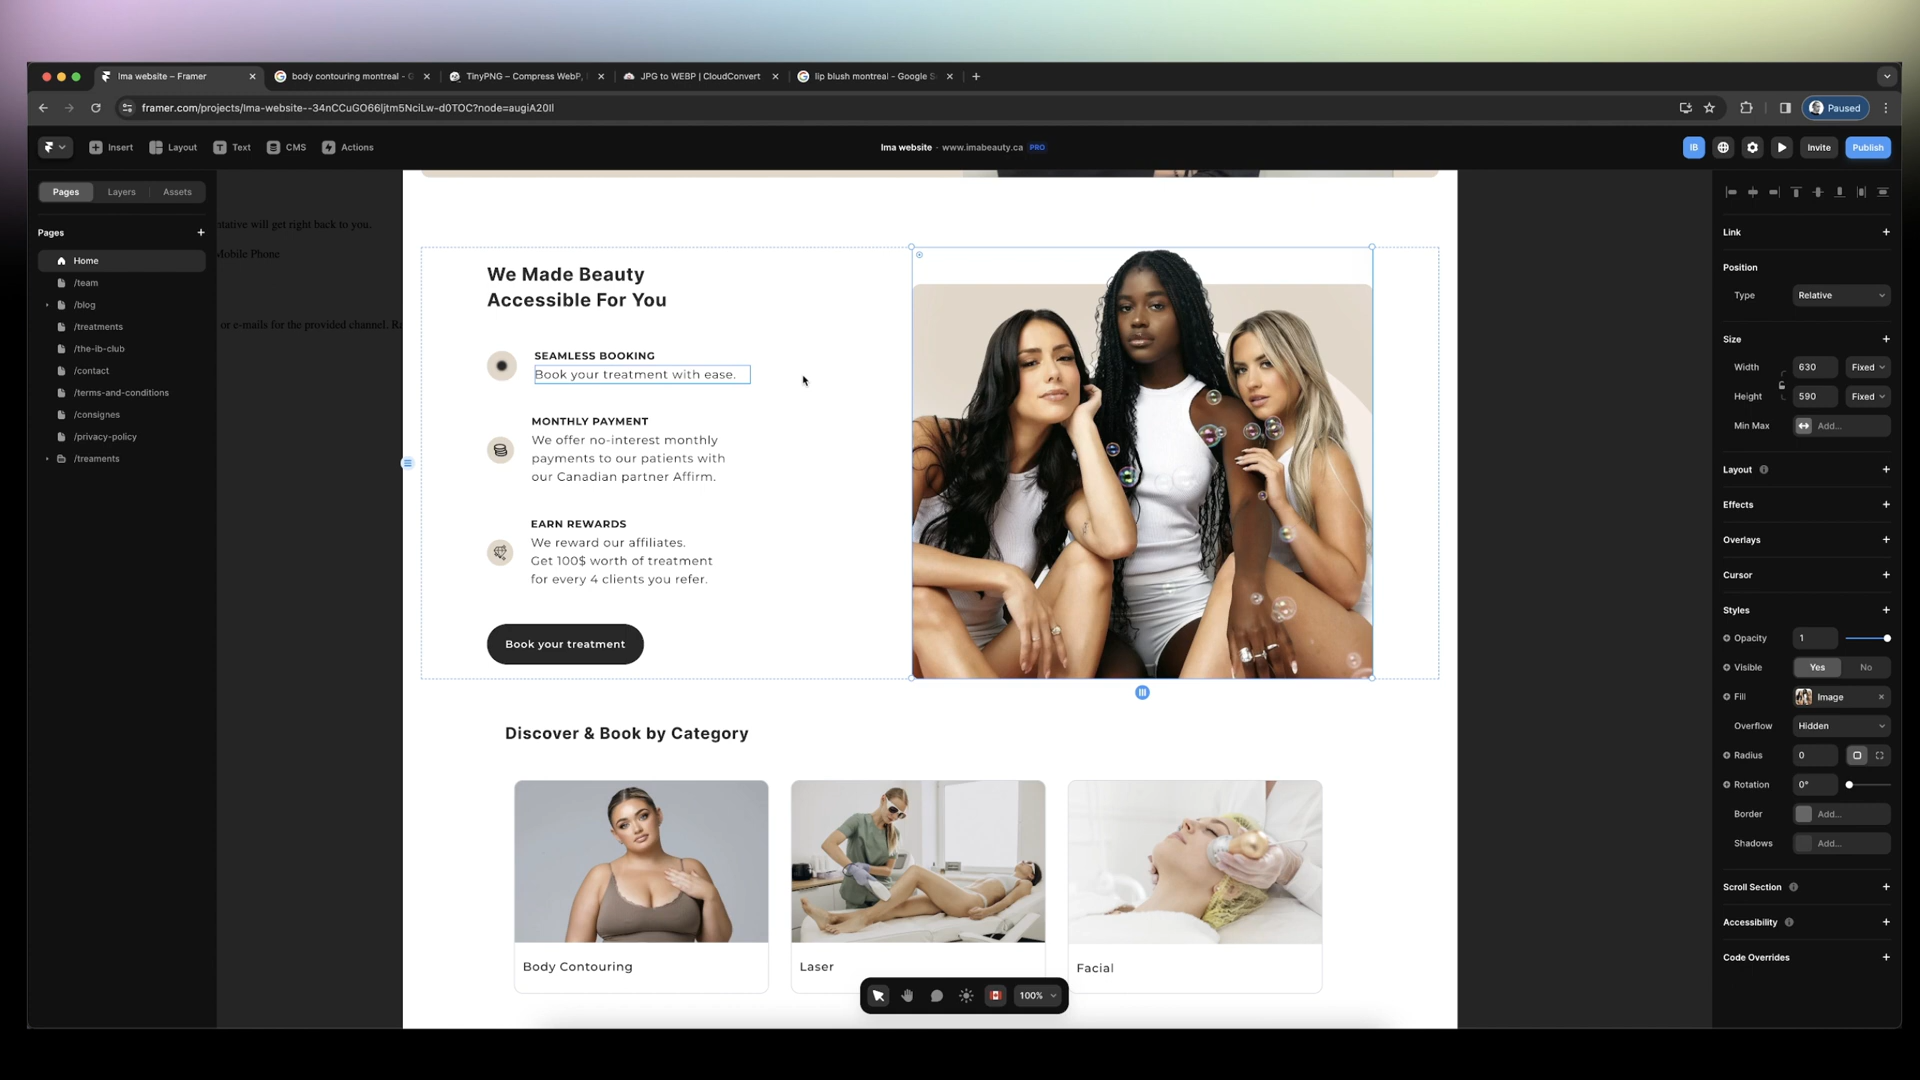 Ima website – Framer
body contouring montreal - G
TinyPNG – Compress WebP,
JPG to WEBP | CloudConvert
lip blush montreal - Google S
framer.com/projects/Ima-website--34nCCuGO66ljtm5NciLw-d0TOC?node=augiA20Il
Paused
Insert
Layout
Text
CMS
Actions
Ima website - www.imabeauty.ca PRO
IB
Invite
Publish
Pages
Layers
Assets
Pages
Home
/team
/blog
/treatments
/the-ib-club
/contact
/terms-and-conditions
/consignes
/privacy-policy
/treaments
ntative will get right back to you.
Mobile Phone
or e-mails for the provided channel. Ra
We Made Beauty
Accessible For You
SEAMLESS BOOKING
Book your treatment with ease.
MONTHLY PAYMENT
We offer no-interest monthly
payments to our patients with
our Canadian partner Affirm.
EARN REWARDS
We reward our affiliates.
Get 100$ worth of treatment
for every 4 clients you refer.
Book your treatment
Discover & Book by Category
Body Contouring
Laser
Facial
100%
Link
Position
Type
Relative
Size
Width
630
Fixed
Height
590
Fixed
Min Max
Add...
Layout
Effects
Overlays
Cursor
Styles
Opacity
1
Visible
Yes
No
Fill
Image
Overflow
Hidden
Radius
0
Rotation
0°
Border
Add...
Shadows
Add...
Scroll Section
Accessibility
Code Overrides